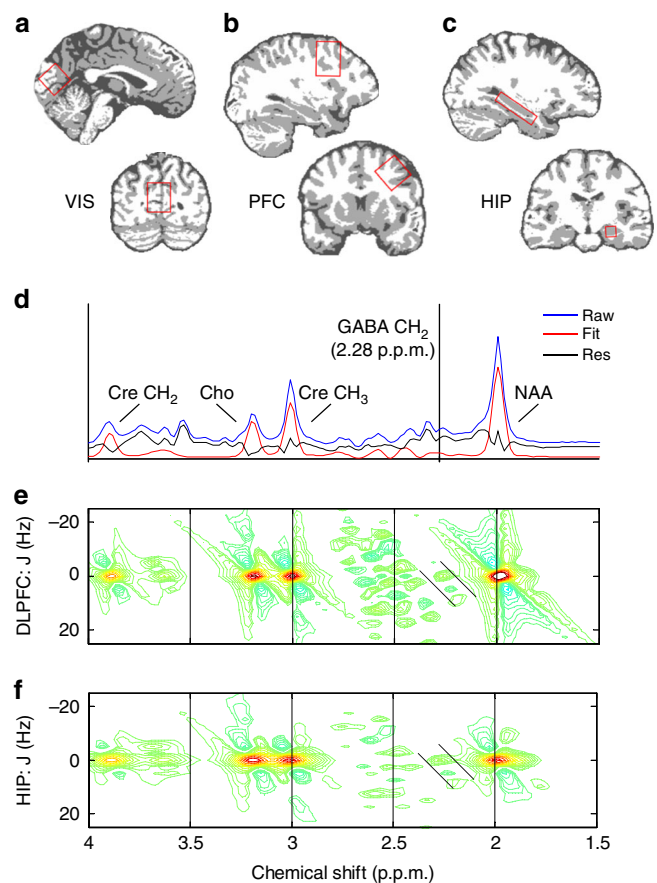 a
b
c
VIS
PFC
HIP
d
GABA CH₂
(2.28 p.p.m.)
Raw
Fit
Res
Cre CH₂
Cho
Cre CH₃
NAA
e
DLPFC: J (Hz)
–20
0
20
f
HIP: J (Hz)
–20
0
20
4 3.5 3 2.5 2 1.5
Chemical shift (p.p.m.)